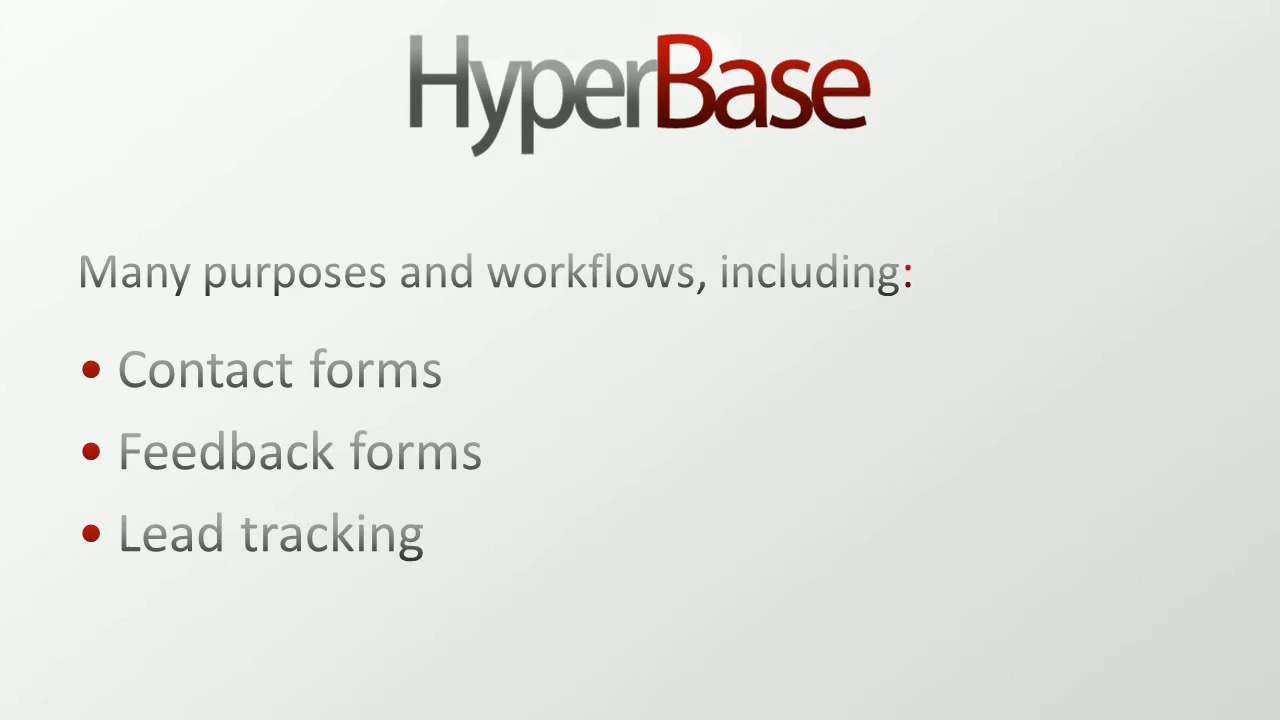 HyperBase
Many purposes and workflows, including:
• Contact forms
• Feedback forms
• Lead tracking